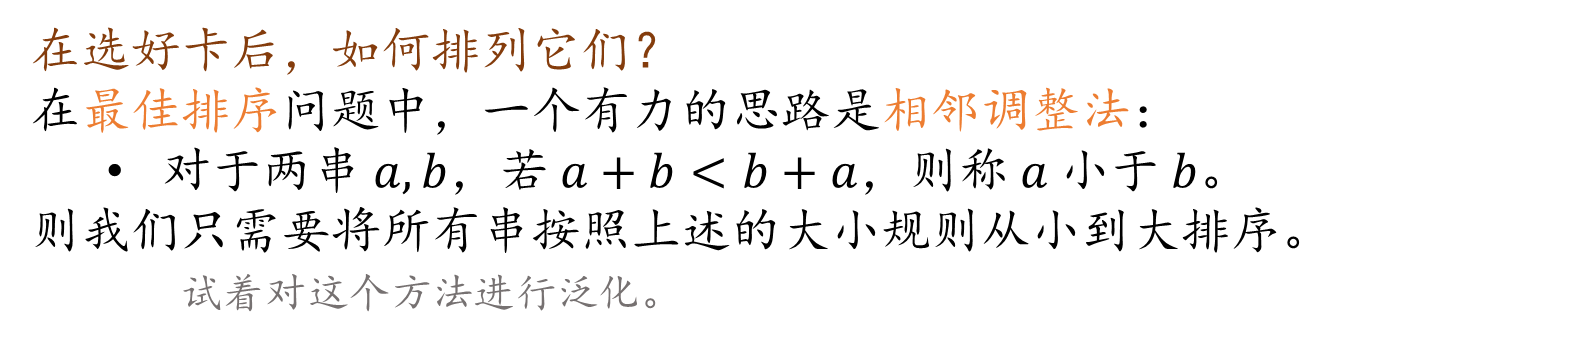 在选好卡后，如何排列它们？
在最佳排序问题中，一个有力的思路是相邻调整法：
• 对于两串 a,b，若 a + b < b + a，则称 a 小于 b。
则我们只需要将所有串按照上述的大小规则从小到大排序。
试着对这个方法进行泛化。